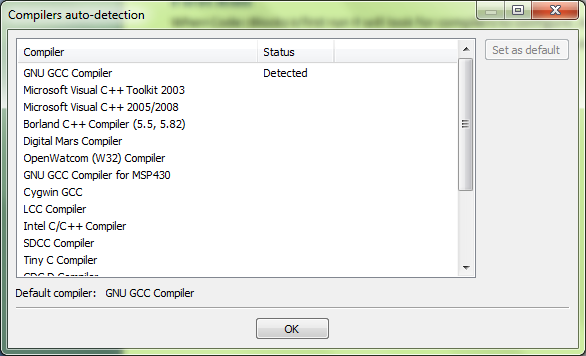 Compilers auto-detection
Compiler Status
Set as default
GNU GCC Compiler Detected
Microsoft Visual C++ Toolkit 2003
Microsoft Visual C++ 2005/2008
Borland C++ Compiler (5.5, 5.82)
Digital Mars Compiler
OpenWatcom (W32) Compiler
GNU GCC Compiler for MSP430
Cygwin GCC
LCC Compiler
Intel C/C++ Compiler
SDCC Compiler
Tiny C Compiler
Default compiler: GNU GCC Compiler
OK